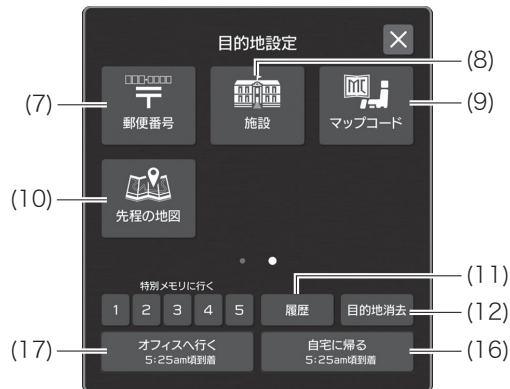 目的地設定
(8)
(7)
〒
郵便番号
施設
MC
マップコード
(9)
(10)
先程の地図
特別メモリに行く
(11)
1 2 3 4 5
履歴
目的地消去
(12)
(17)
オフィスへ行く
5:25am頃到着
自宅に帰る
5:25am頃到着
(16)